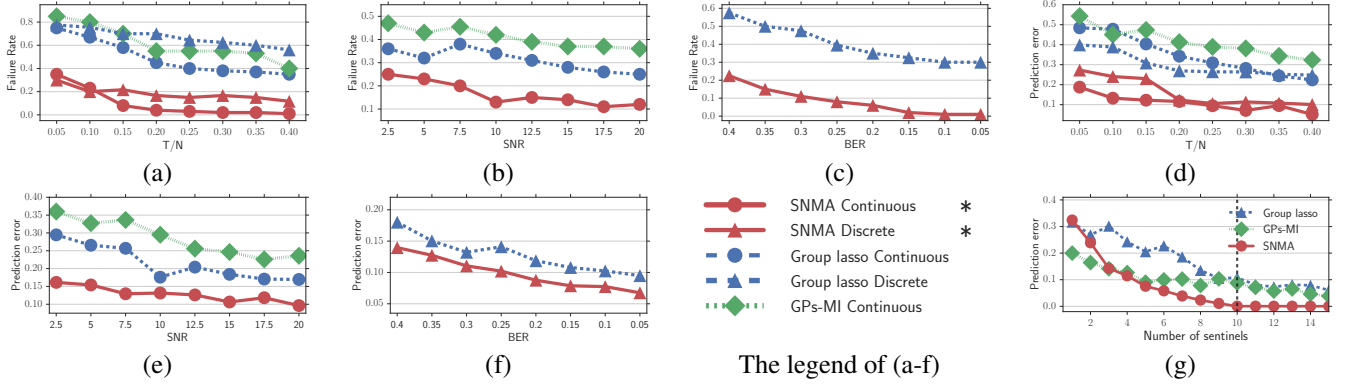 Failure Rate
0.8
0.6
0.4
0.2
0.0
0.05 0.10 0.15 0.20 0.25 0.30 0.35 0.40
T/N
(a)
Failure Rate
0.5
0.4
0.3
0.2
0.1
2.5 5 7.5 10 12.5 15 17.5 20
SNR
(b)
Failure Rate
0.6
0.5
0.4
0.3
0.2
0.1
0.0
0.4 0.35 0.3 0.25 0.2 0.15 0.1 0.05
BER
(c)
Prediction error
0.6
0.5
0.4
0.3
0.2
0.1
0.05 0.10 0.15 0.20 0.25 0.30 0.35 0.40
T/N
(d)
Prediction error
0.40
0.35
0.30
0.25
0.20
0.15
0.10
2.5 5 7.5 10 12.5 15 17.5 20
SNR
(e)
Prediction error
0.20
0.15
0.10
0.05
0.4 0.35 0.3 0.25 0.2 0.15 0.1 0.05
BER
(f)
SNMA Continuous *
SNMA Discrete *
Group lasso Continuous
Group lasso Discrete
GPs-MI Continuous
The legend of (a-f)
Prediction error
0.4
0.3
0.2
0.1
0.0
Group lasso
GPs-MI
SNMA
2 4 6 8 10 12 14
Number of sentinels
(g)